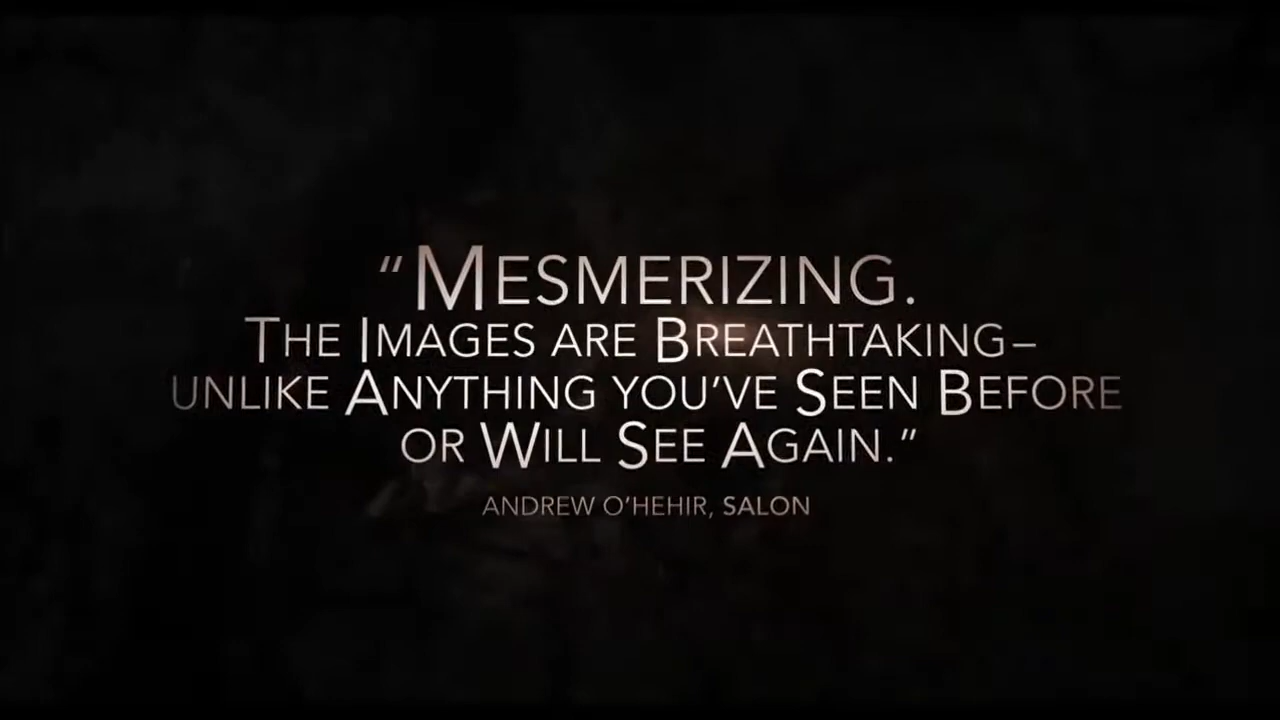 “MESMERIZING.
THE IMAGES ARE BREATHTAKING–
UNLIKE ANYTHING YOU’VE SEEN BEFORE
OR WILL SEE AGAIN.”
ANDREW O’HEHIR, SALON